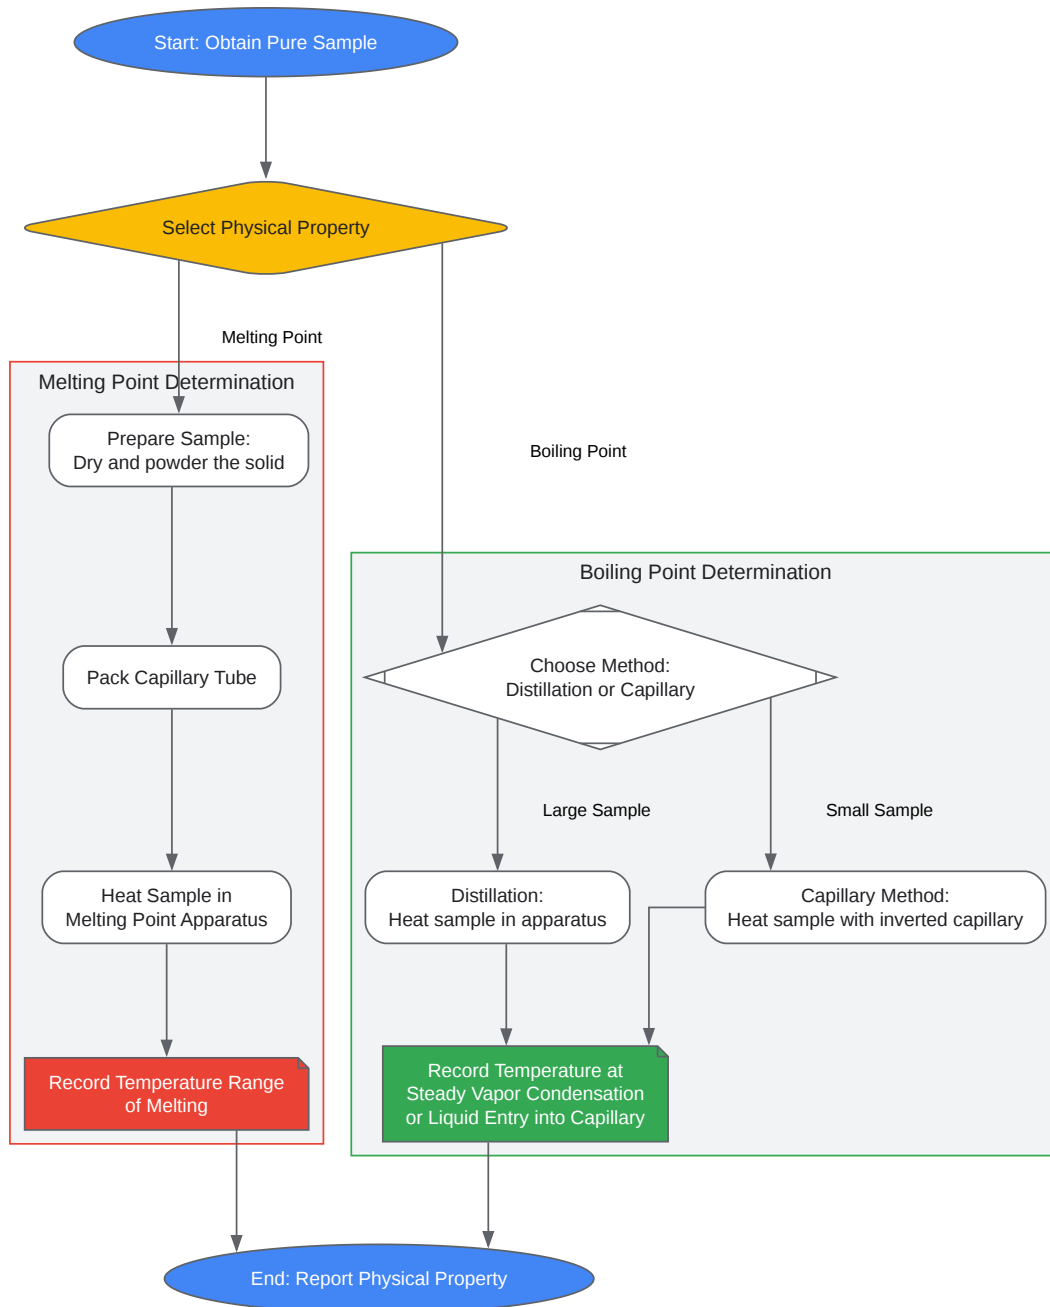 Start: Obtain Pure Sample
Select Physical Property
Melting Point
Melting Point Determination
Prepare Sample:
Dry and powder the solid
Pack Capillary Tube
Heat Sample in
Melting Point Apparatus
Record Temperature Range
of Melting
Boiling Point
Boiling Point Determination
Choose Method:
Distillation or Capillary
Large Sample
Small Sample
Distillation:
Heat sample in apparatus
Capillary Method:
Heat sample with inverted capillary
Record Temperature at
Steady Vapor Condensation
or Liquid Entry into Capillary
End: Report Physical Property